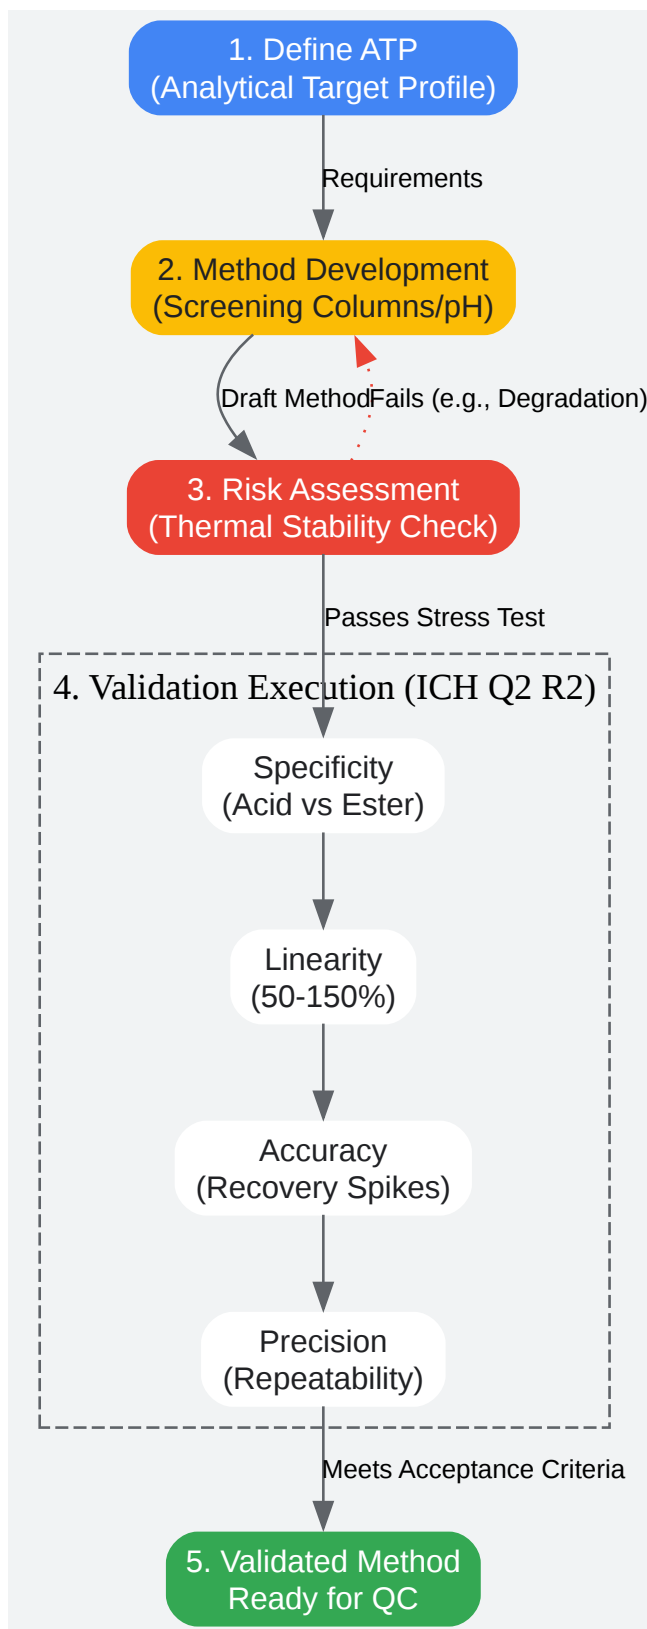 1. Define ATP
(Analytical Target Profile)
Requirements
2. Method Development
(Screening Columns/pH)
Draft Method
Fails (e.g., Degradation)
3. Risk Assessment
(Thermal Stability Check)
Passes Stress Test
4. Validation Execution (ICH Q2 R2)
Specificity
(Acid vs Ester)
Linearity
(50-150%)
Accuracy
(Recovery Spikes)
Precision
(Repeatability)
Meets Acceptance Criteria
5. Validated Method
Ready for QC